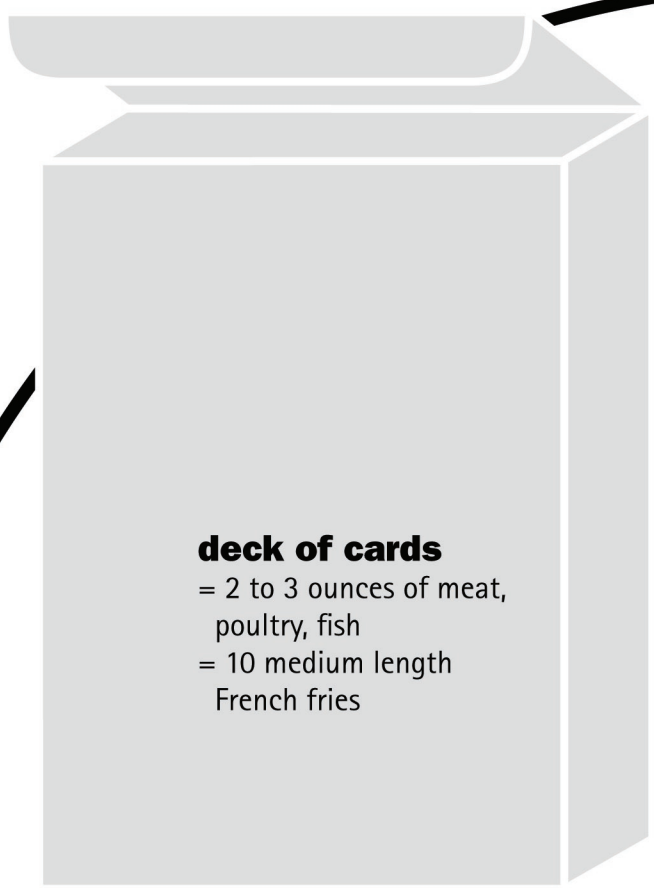 deck of cards
= 2 to 3 ounces of meat,
poultry, fish
= 10 medium length
French fries